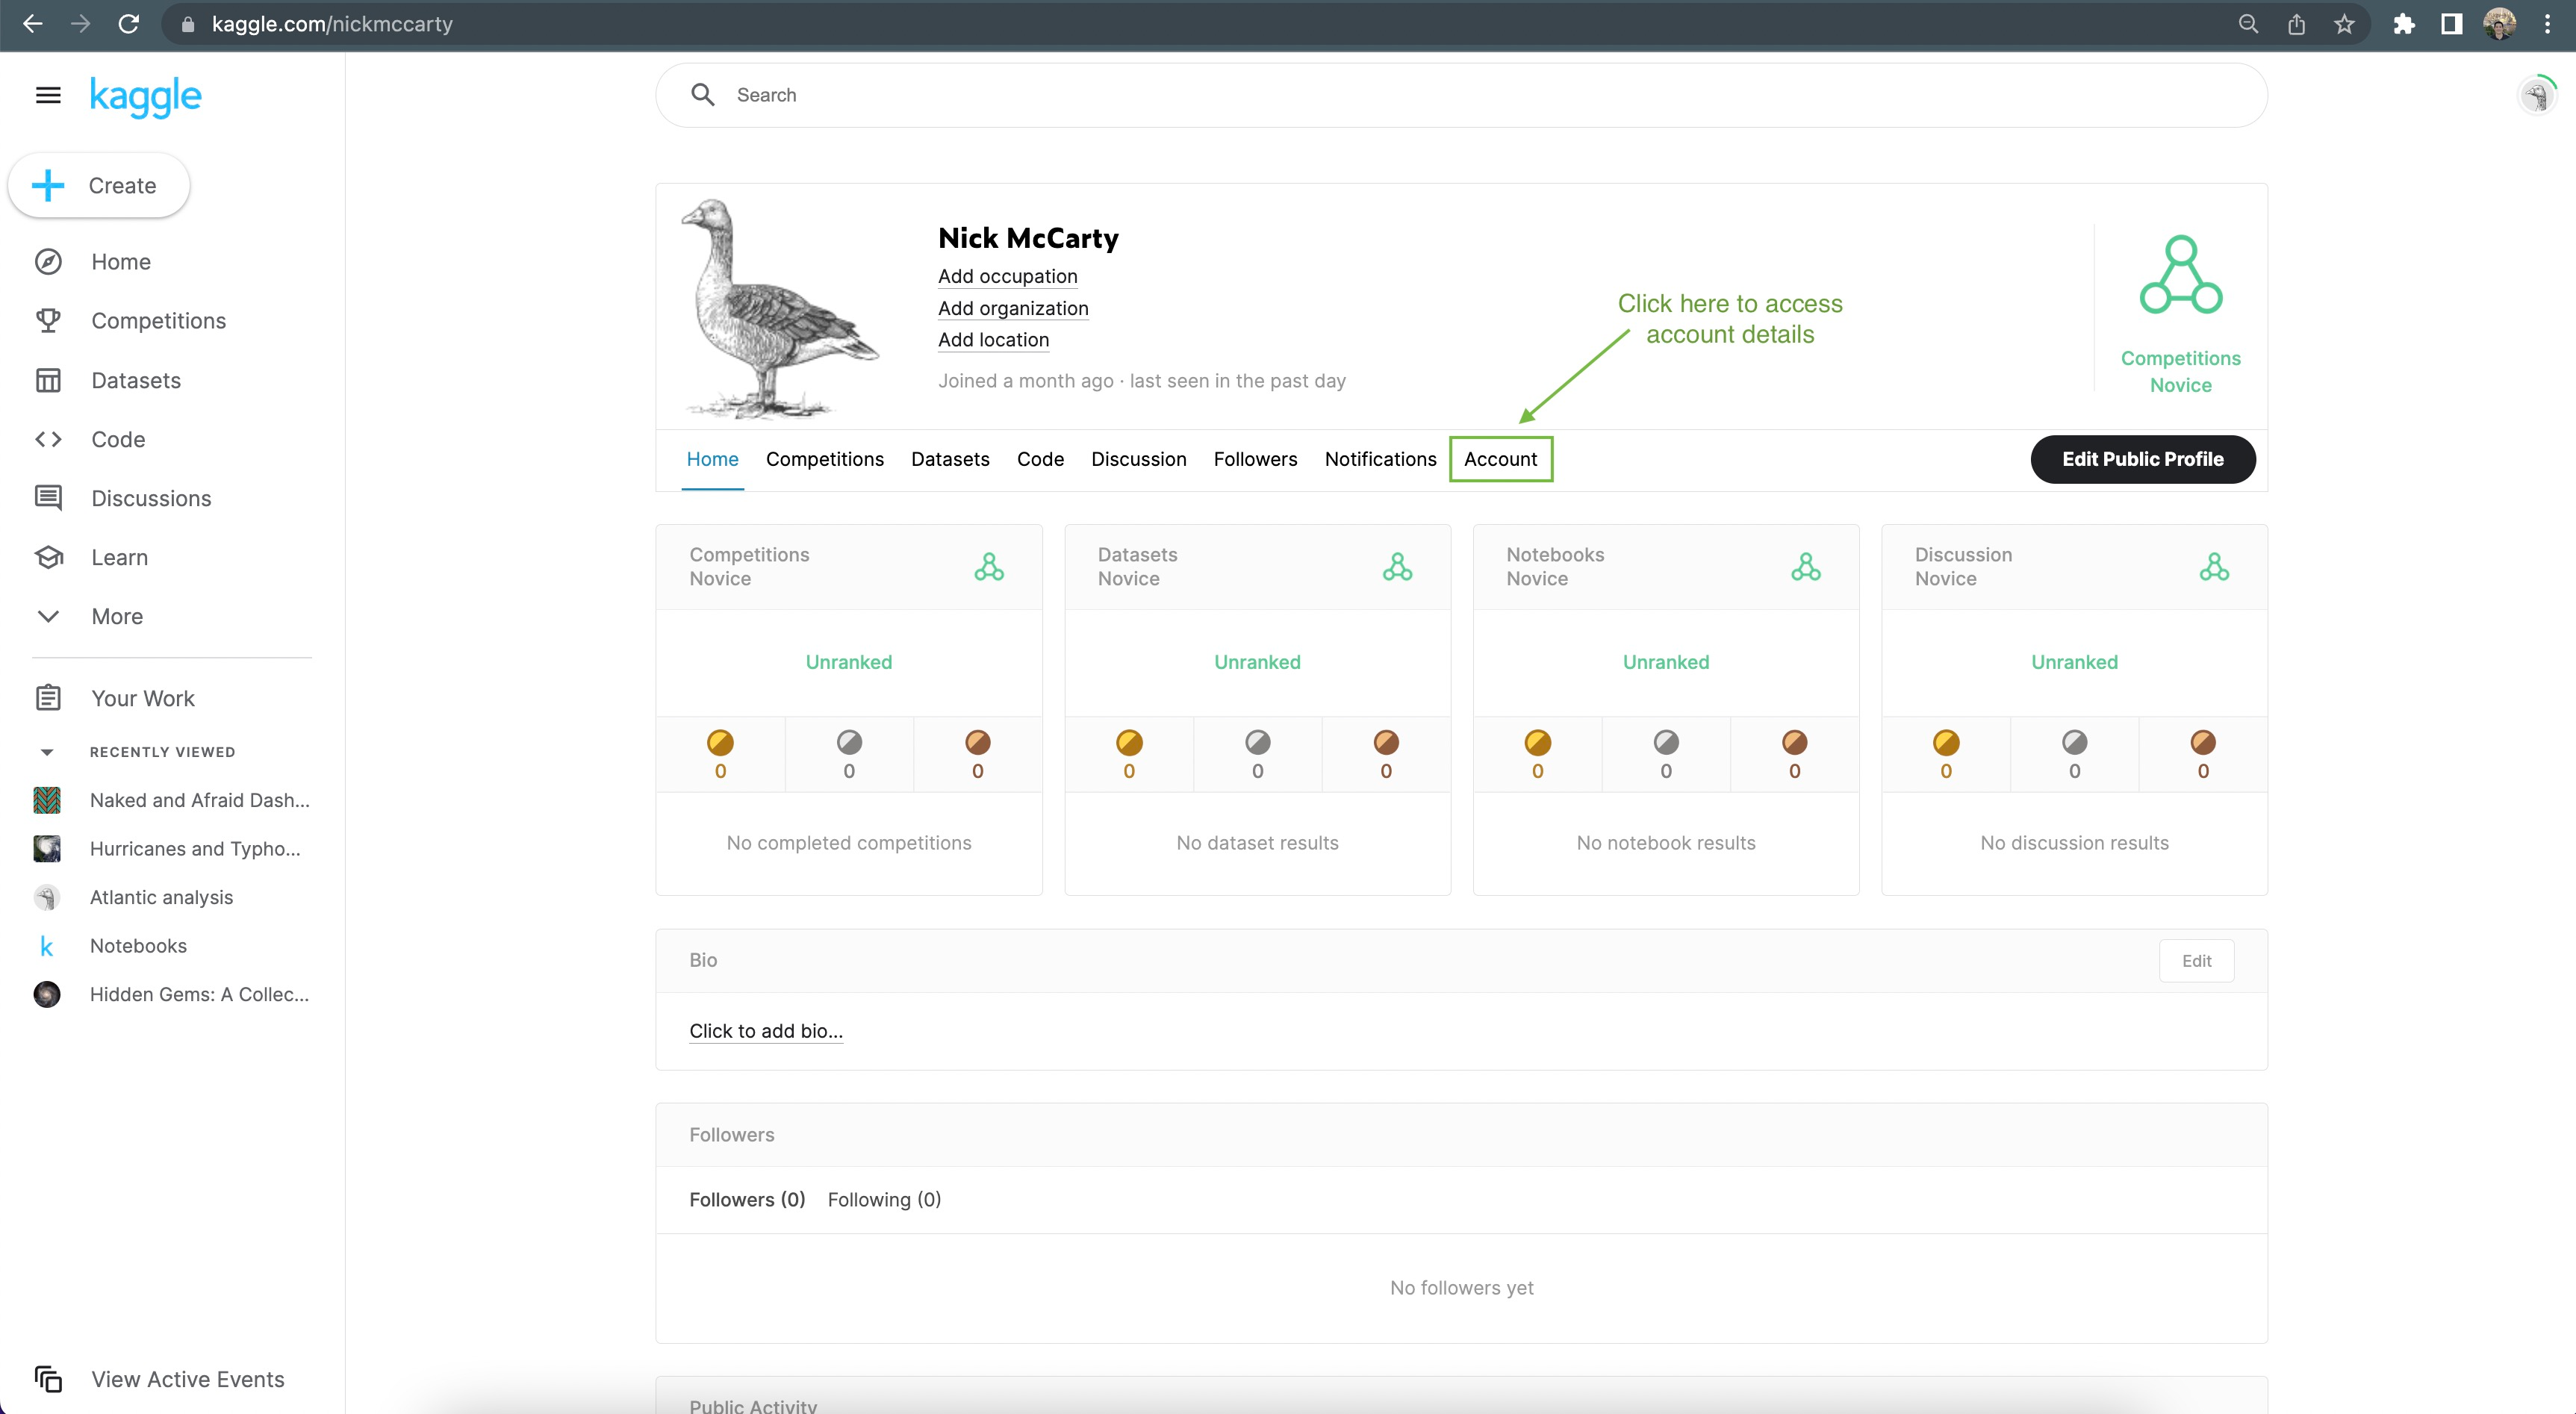 kaggle.com/nickmccarty
kaggle
Search
Create
Home
Competitions
Datasets
Code
Discussions
Learn
More
Your Work
RECENTLY VIEWED
Naked and Afraid Dash...
Hurricanes and Typho...
Atlantic analysis
Notebooks
Hidden Gems: A Collec...
View Active Events
Nick McCarty
Add occupation
Add organization
Add location
Joined a month ago · last seen in the past day
Click here to access
account details
Competitions
Novice
Home Competitions Datasets Code Discussion Followers Notifications Account Edit Public Profile
Competitions
Novice
Unranked
0 0 0
No completed competitions
Datasets
Novice
Unranked
0 0 0
No dataset results
Notebooks
Novice
Unranked
0 0 0
No notebook results
Discussion
Novice
Unranked
0 0 0
No discussion results
Bio Edit
Click to add bio...
Followers
Followers (0) Following (0)
No followers yet
Public Activity